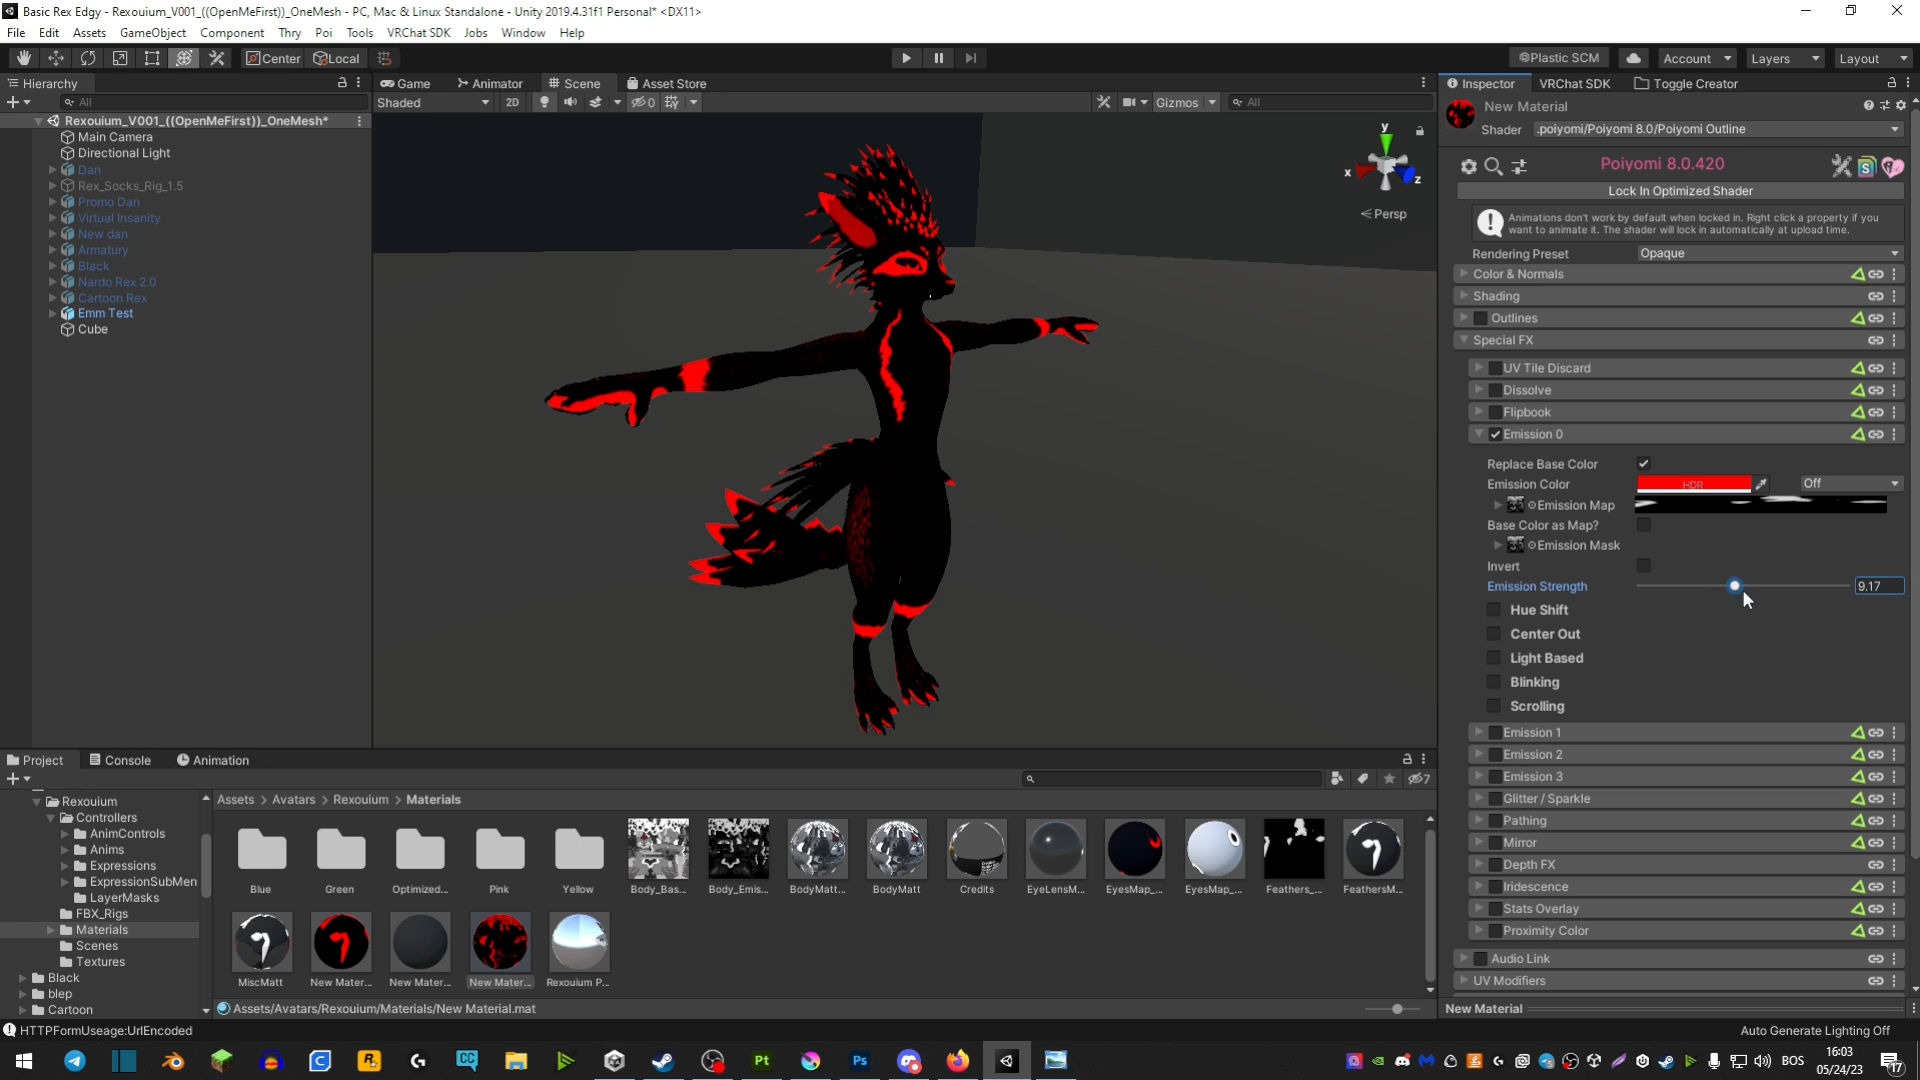 Basic Rex Edgy - Rexouium_V001_((OpenMeFirst))_OneMesh - PC, Mac & Linux Standalone - Unity 2019.4.31f1 Personal* <DX11>
File Edit Assets GameObject Component Thry Poi Tools VRChat SDK Jobs Window Help
Center Local Plastic SCM Account Layers Layout
Hierarchy Game Animator Scene Asset Store Inspector VRChat SDK Toggle Creator
All Shaded 2D 0 Gizmos All
New Material
Shader .poiyomi/Poiyomi 8.0/Poiyomi Outline
Rexouium_V001_((OpenMeFirst))_OneMesh*
Main Camera
Directional Light
Dan
Rex_Socks_Rig_1.5
Promo Dan
Virtual Insanity
New dan
Armatury
Black
Nardo Rex 2.0
Cartoon Rex
Emm Test
Cube
y
x
z
Persp
Poiyomi 8.0.420
Lock In Optimized Shader
Animations don't work by default when locked in. Right click a property if you
want to animate it. The shader will lock in automatically at upload time.
Rendering Preset Opaque
Color & Normals
Shading
Outlines
Special FX
UV Tile Discard
Dissolve
Flipbook
Emission 0
Replace Base Color
Emission Color HDR Off
Emission Map
Base Color as Map?
Emission Mask
Invert
Emission Strength 9.17
Hue Shift
Center Out
Light Based
Blinking
Scrolling
Emission 1
Emission 2
Emission 3
Glitter / Sparkle
Pathing
Mirror
Depth FX
Iridescence
Stats Overlay
Proximity Color
Audio Link
UV Modifiers
New Material
Project Console Animation
7
Assets > Avatars > Rexouium > Materials
Rexouium
Controllers
AnimControls
Anims
Expressions
ExpressionSubMen
LayerMasks
FBX_Rigs
Materials
Scenes
Textures
Black
blep
Cartoon
Blue Green Optimized... Pink Yellow Body_Bas... Body_Emis... BodyMatt... BodyMatt Credits EyeLensM... EyesMap_... EyesMap_... Feathers_... FeathersM...
MiscMatt New Mater... New Mater... New Mater... Rexouium P...
Assets/Avatars/Rexouium/Materials/New Material.mat
HTTPFormUseage:UrlEncoded
Auto Generate Lighting Off
CC Pt Ps
BOS
16:03
05/24/23
17